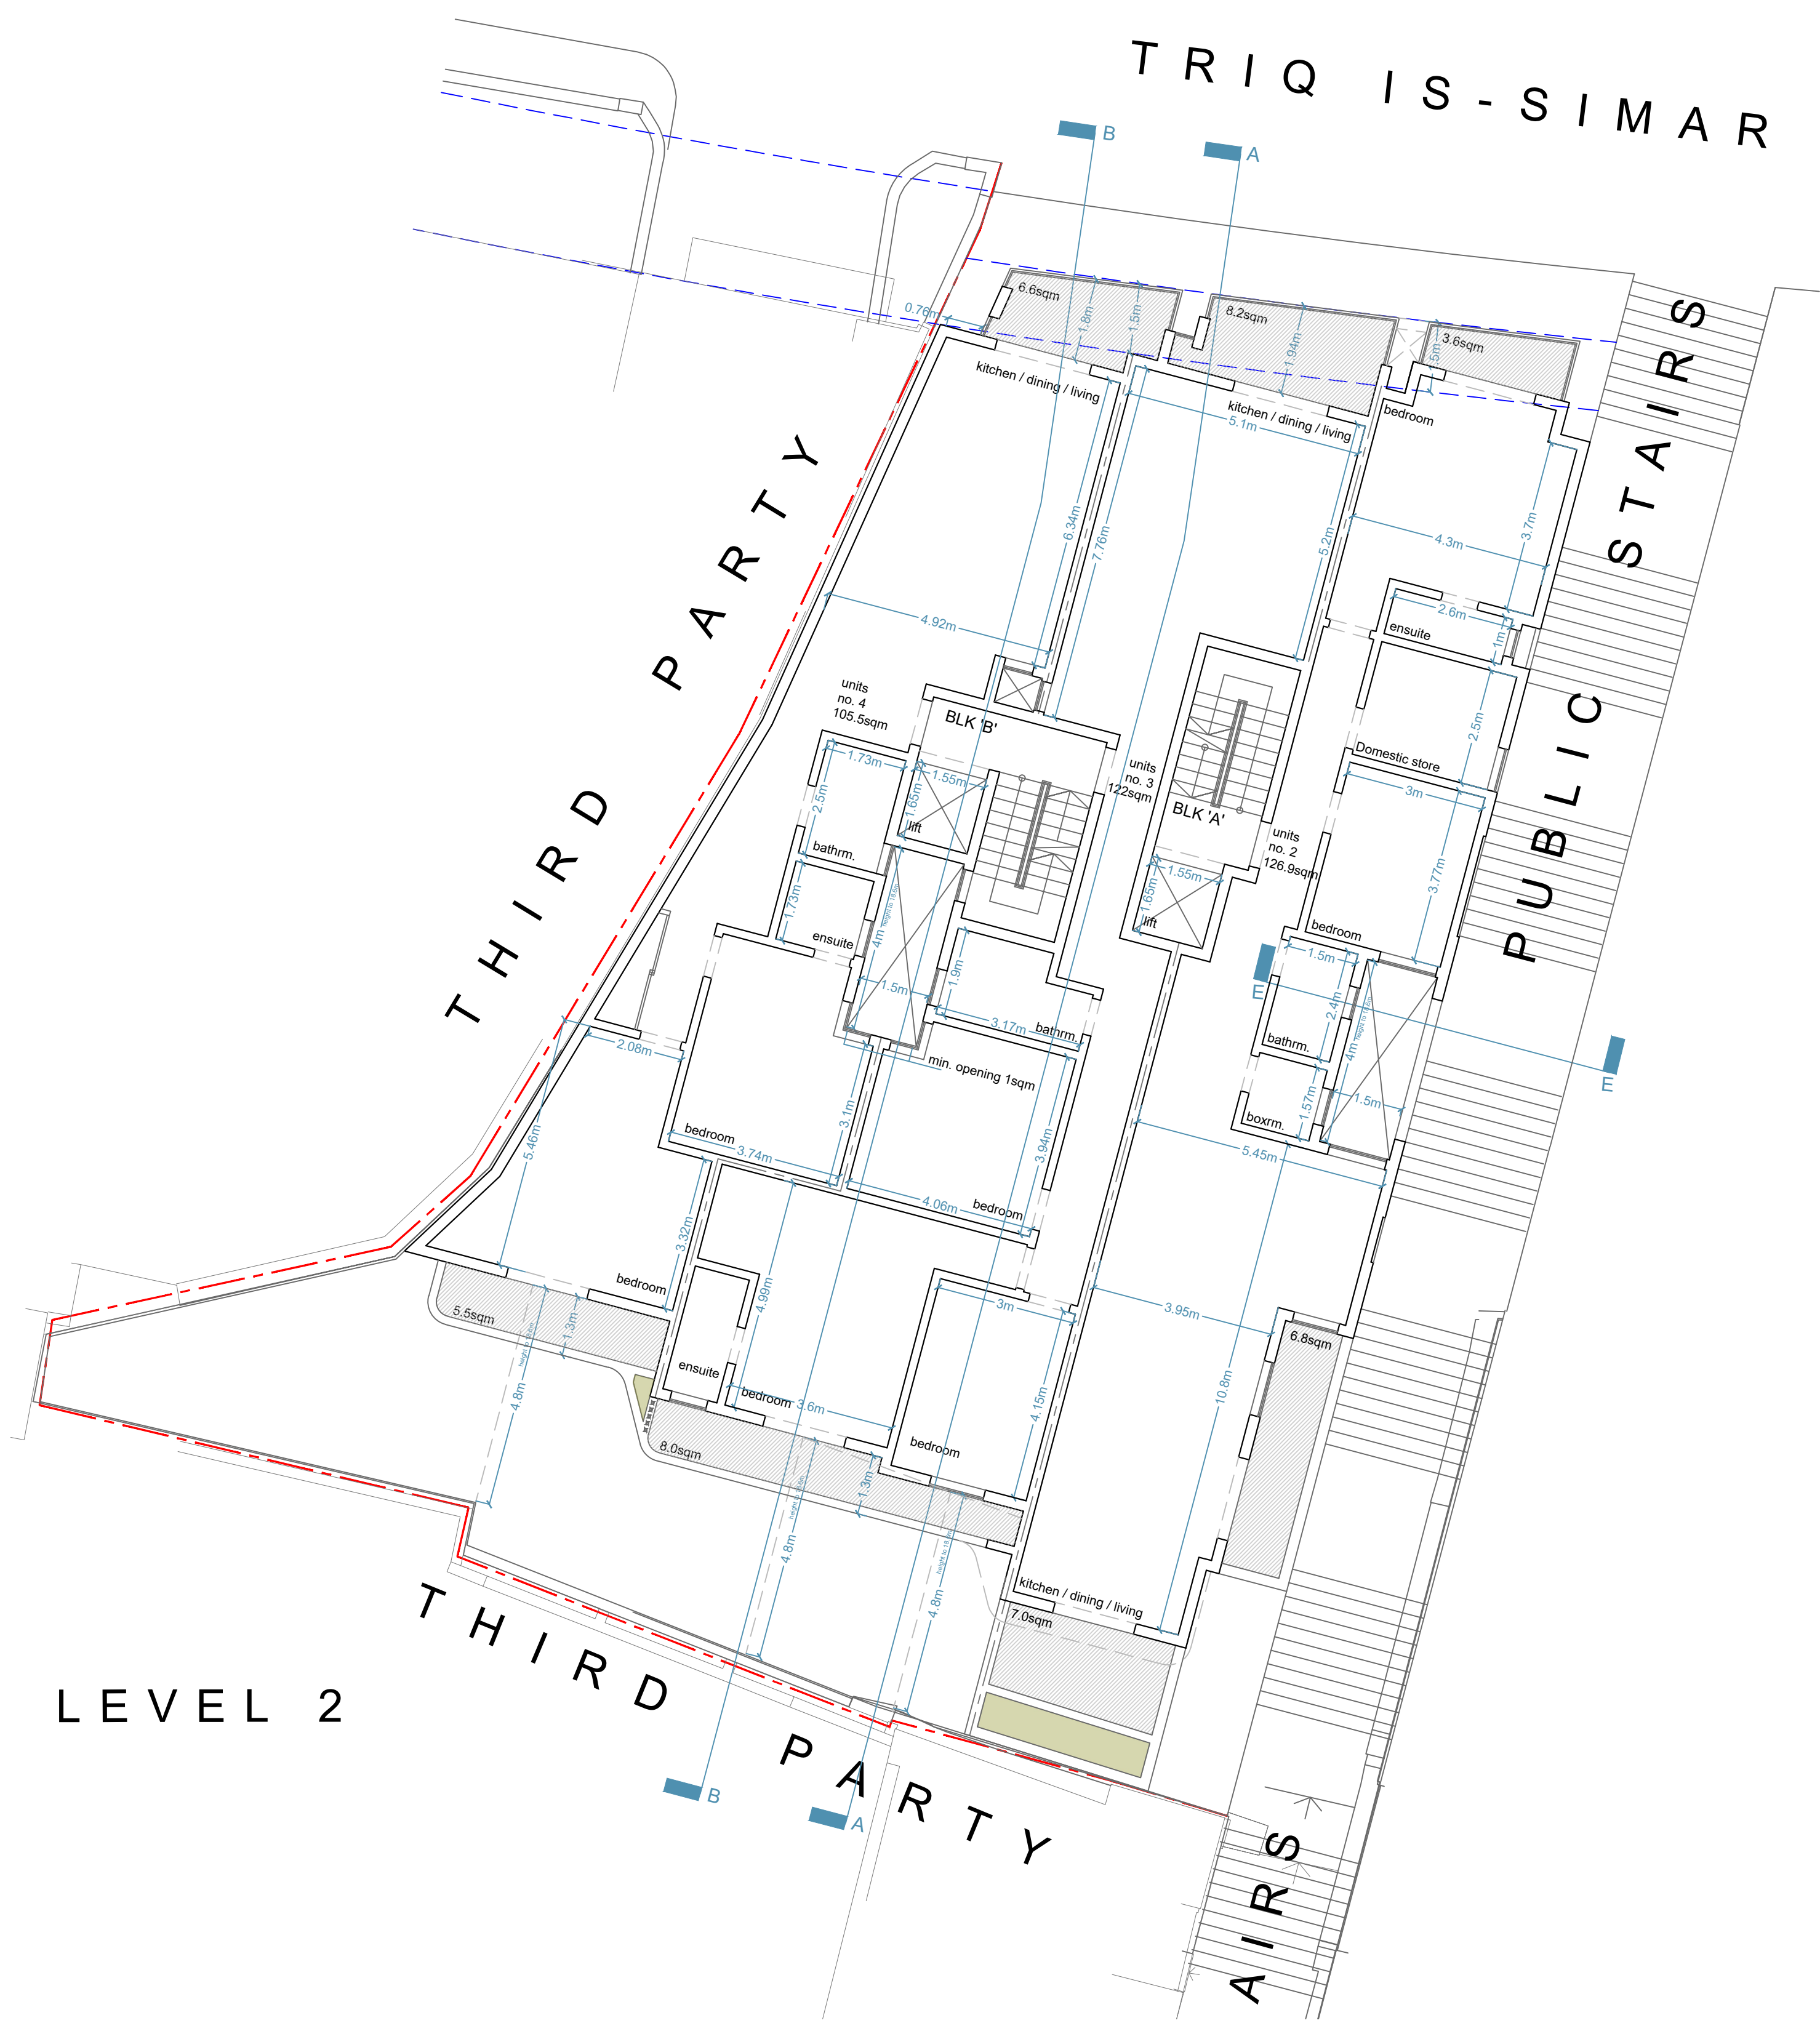 TRIQ IS-SIMAR
B
A
6.6sqm
1.8m
1.5m
8.2sqm
1.94m
3.6sqm
0.76m
kitchen / dining / living
kitchen / dining / living
5.1m
bedroom
PUBLIC STAIRS
THIRD PARTY
6.34m
7.76m
5.2m
4.3m
3.7m
4.92m
2.6m
ensuite
1m
units
no. 4
105.5sqm
BLK 'B'
1.73m
1.55m
2.5m
1.65m
lift
bathrm.
units
no. 3
122sqm
BLK 'A'
Domestic store
2.5m
3m
units
no. 2
126.9sqm
1.55m
1.65m
lift
3.77m
bedroom
1.73m
ensuite
4m
height to 18.6m
1.5m
1.9m
3.17m
bathrm.
min. opening 1sqm
E
1.5m
2.4m
bathrm.
4m
1.5m
1.57m
boxrm.
E
2.08m
5.46m
bedroom
3.74m
3.1m
3.94m
4.06m
bedroom
5.45m
3.32m
bedroom
5.5sqm
1.3m
4.8m
4.99m
ensuite
bedroom
3.6m
3m
bedroom
4.15m
3.95m
6.8sqm
10.8m
8.0sqm
1.3m
4.8m
4.8m
kitchen / dining / living
7.0sqm
THIRD PARTY
LEVEL 2
B
A
AIRS